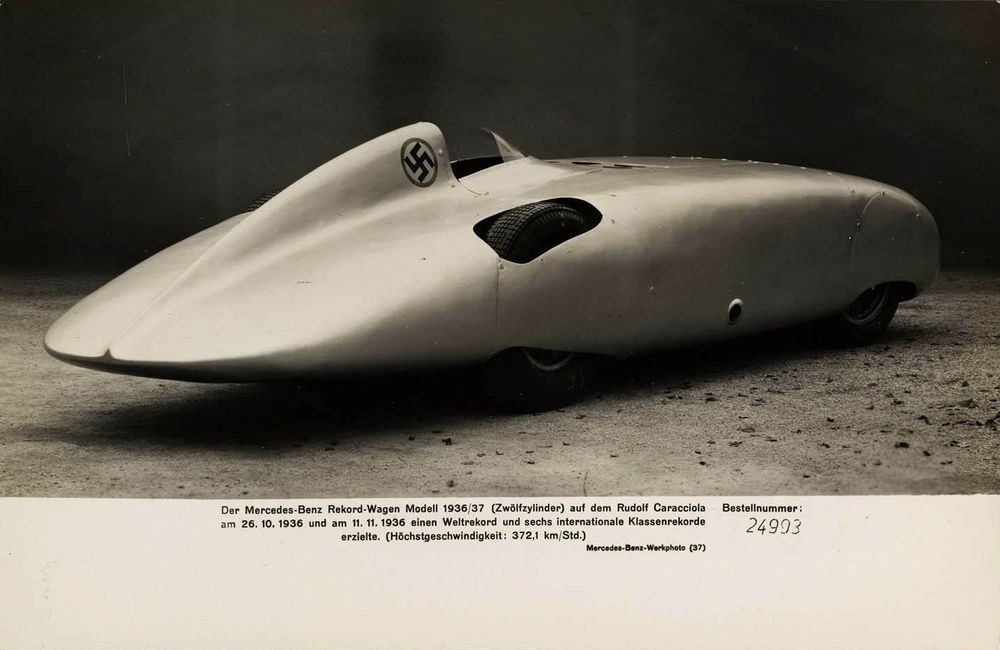 Der Mercedes-Benz Rekord-Wagen Modell 1936/37 (Zwölfzylinder) auf dem Rudolf Caracciola
am 26. 10. 1936 und am 11. 11. 1936 einen Weltrekord und sechs internationale Klassenrekorde
erzielte. (Höchstgeschwindigkeit: 372,1 km/Std.)
Mercedes-Benz-Werkphoto (37)
Bestellnummer:
24993